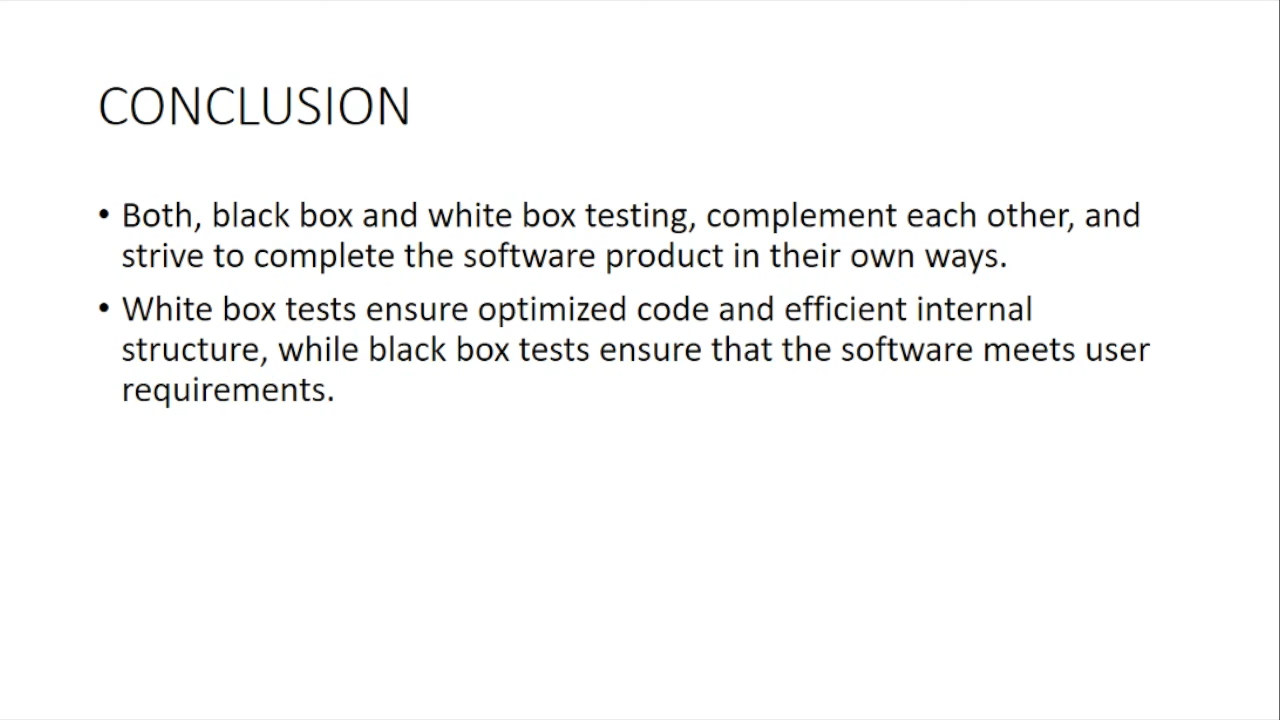 CONCLUSION
• Both, black box and white box testing, complement each other, and
strive to complete the software product in their own ways.
• White box tests ensure optimized code and efficient internal
structure, while black box tests ensure that the software meets user
requirements.